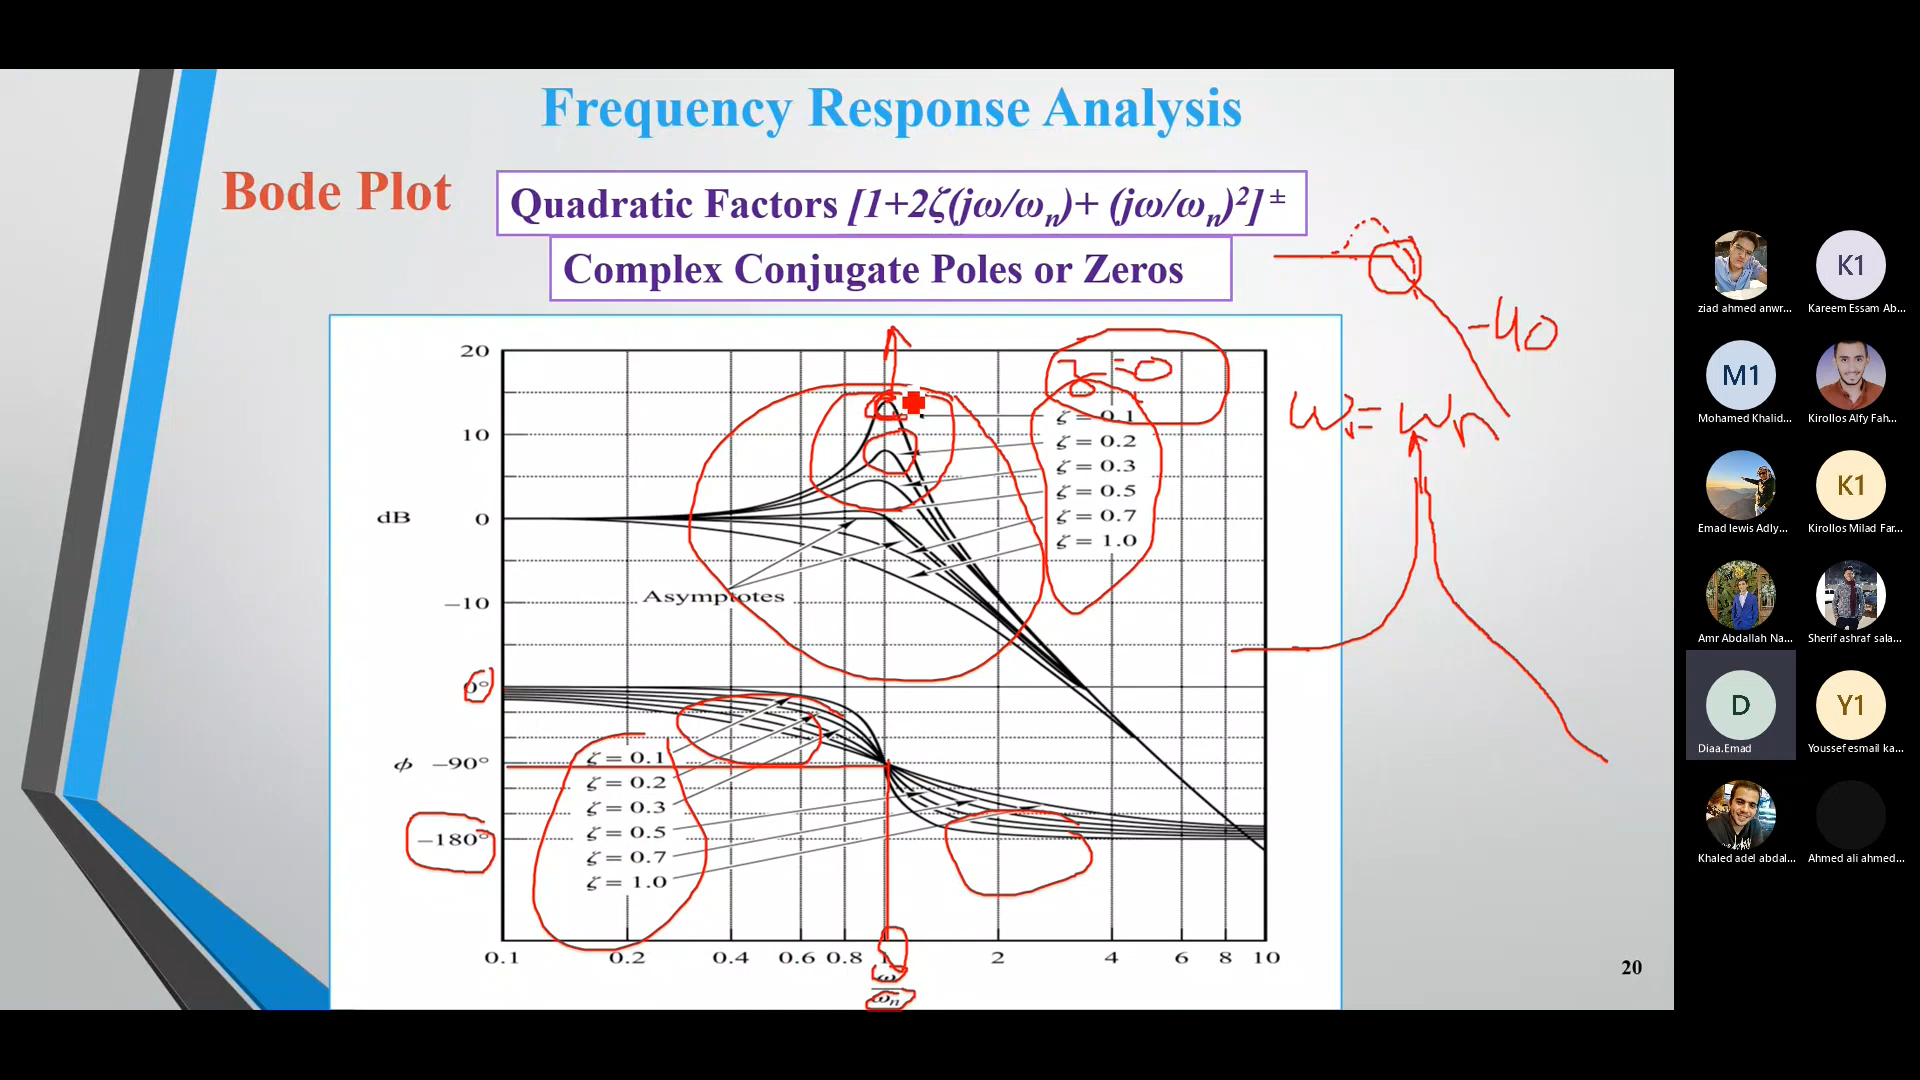 Frequency Response Analysis
Bode Plot
Quadratic Factors [1+2ζ(jω/ωn)+ (jω/ωn)²] ±
Complex Conjugate Poles or Zeros
-40
ζ=0
ω=ωn
20
10
dB
0
−10
ζ = 0.1
ζ = 0.2
ζ = 0.3
ζ = 0.5
ζ = 0.7
ζ = 1.0
Asymptotes
0°
ϕ −90°
−180°
ζ = 0.1
ζ = 0.2
ζ = 0.3
ζ = 0.5
ζ = 0.7
ζ = 1.0
0.1 0.2 0.4 0.6 0.8 1 2 4 6 8 10
ω
ωn
20
K1
ziad ahmed anwr... Kareem Essam Ab...
M1
Mohamed Khalid... Kirollos Alfy Fah...
K1
Emad lewis Adly... Kirollos Milad Far...
Amr Abdallah Na... Sherif ashraf sala...
D Y1
Diaa.Emad Youssef esmail ka...
Khaled adel abdal... Ahmed ali ahmed...